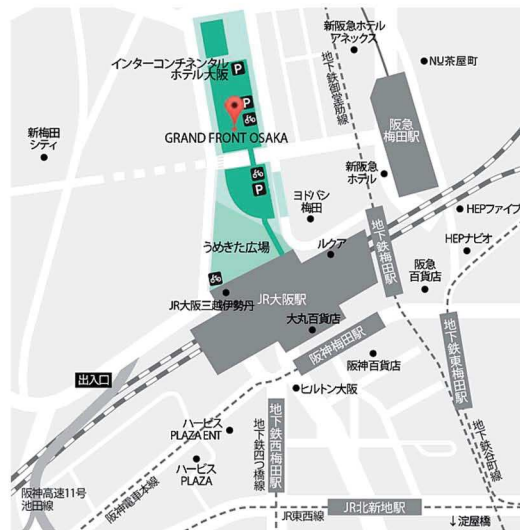 新阪急ホテル
アネックス
インターコンチネンタル
ホテル大阪
P
地下鉄御堂筋線
NU茶屋町
阪急
梅田駅
P
GRAND FRONT OSAKA
新梅田
シティ
新阪急
ホテル
P
ヨドバシ
梅田
HEPファイブ
うめきた広場
ルクア
地下鉄梅田駅
HEPナビオ
阪急
百貨店
JR大阪三越伊勢丹
JR大阪駅
大丸百貨店
阪神梅田駅
地下鉄東梅田駅
阪神百貨店
出入口
ヒルトン大阪
ハービス
PLAZA ENT
地下鉄西梅田駅
地下鉄四つ橋線
地下鉄谷町線
ハービス
PLAZA
阪神高速11号
池田線
阪神電車本線
JR東西線
JR北新地駅
↓淀屋橋